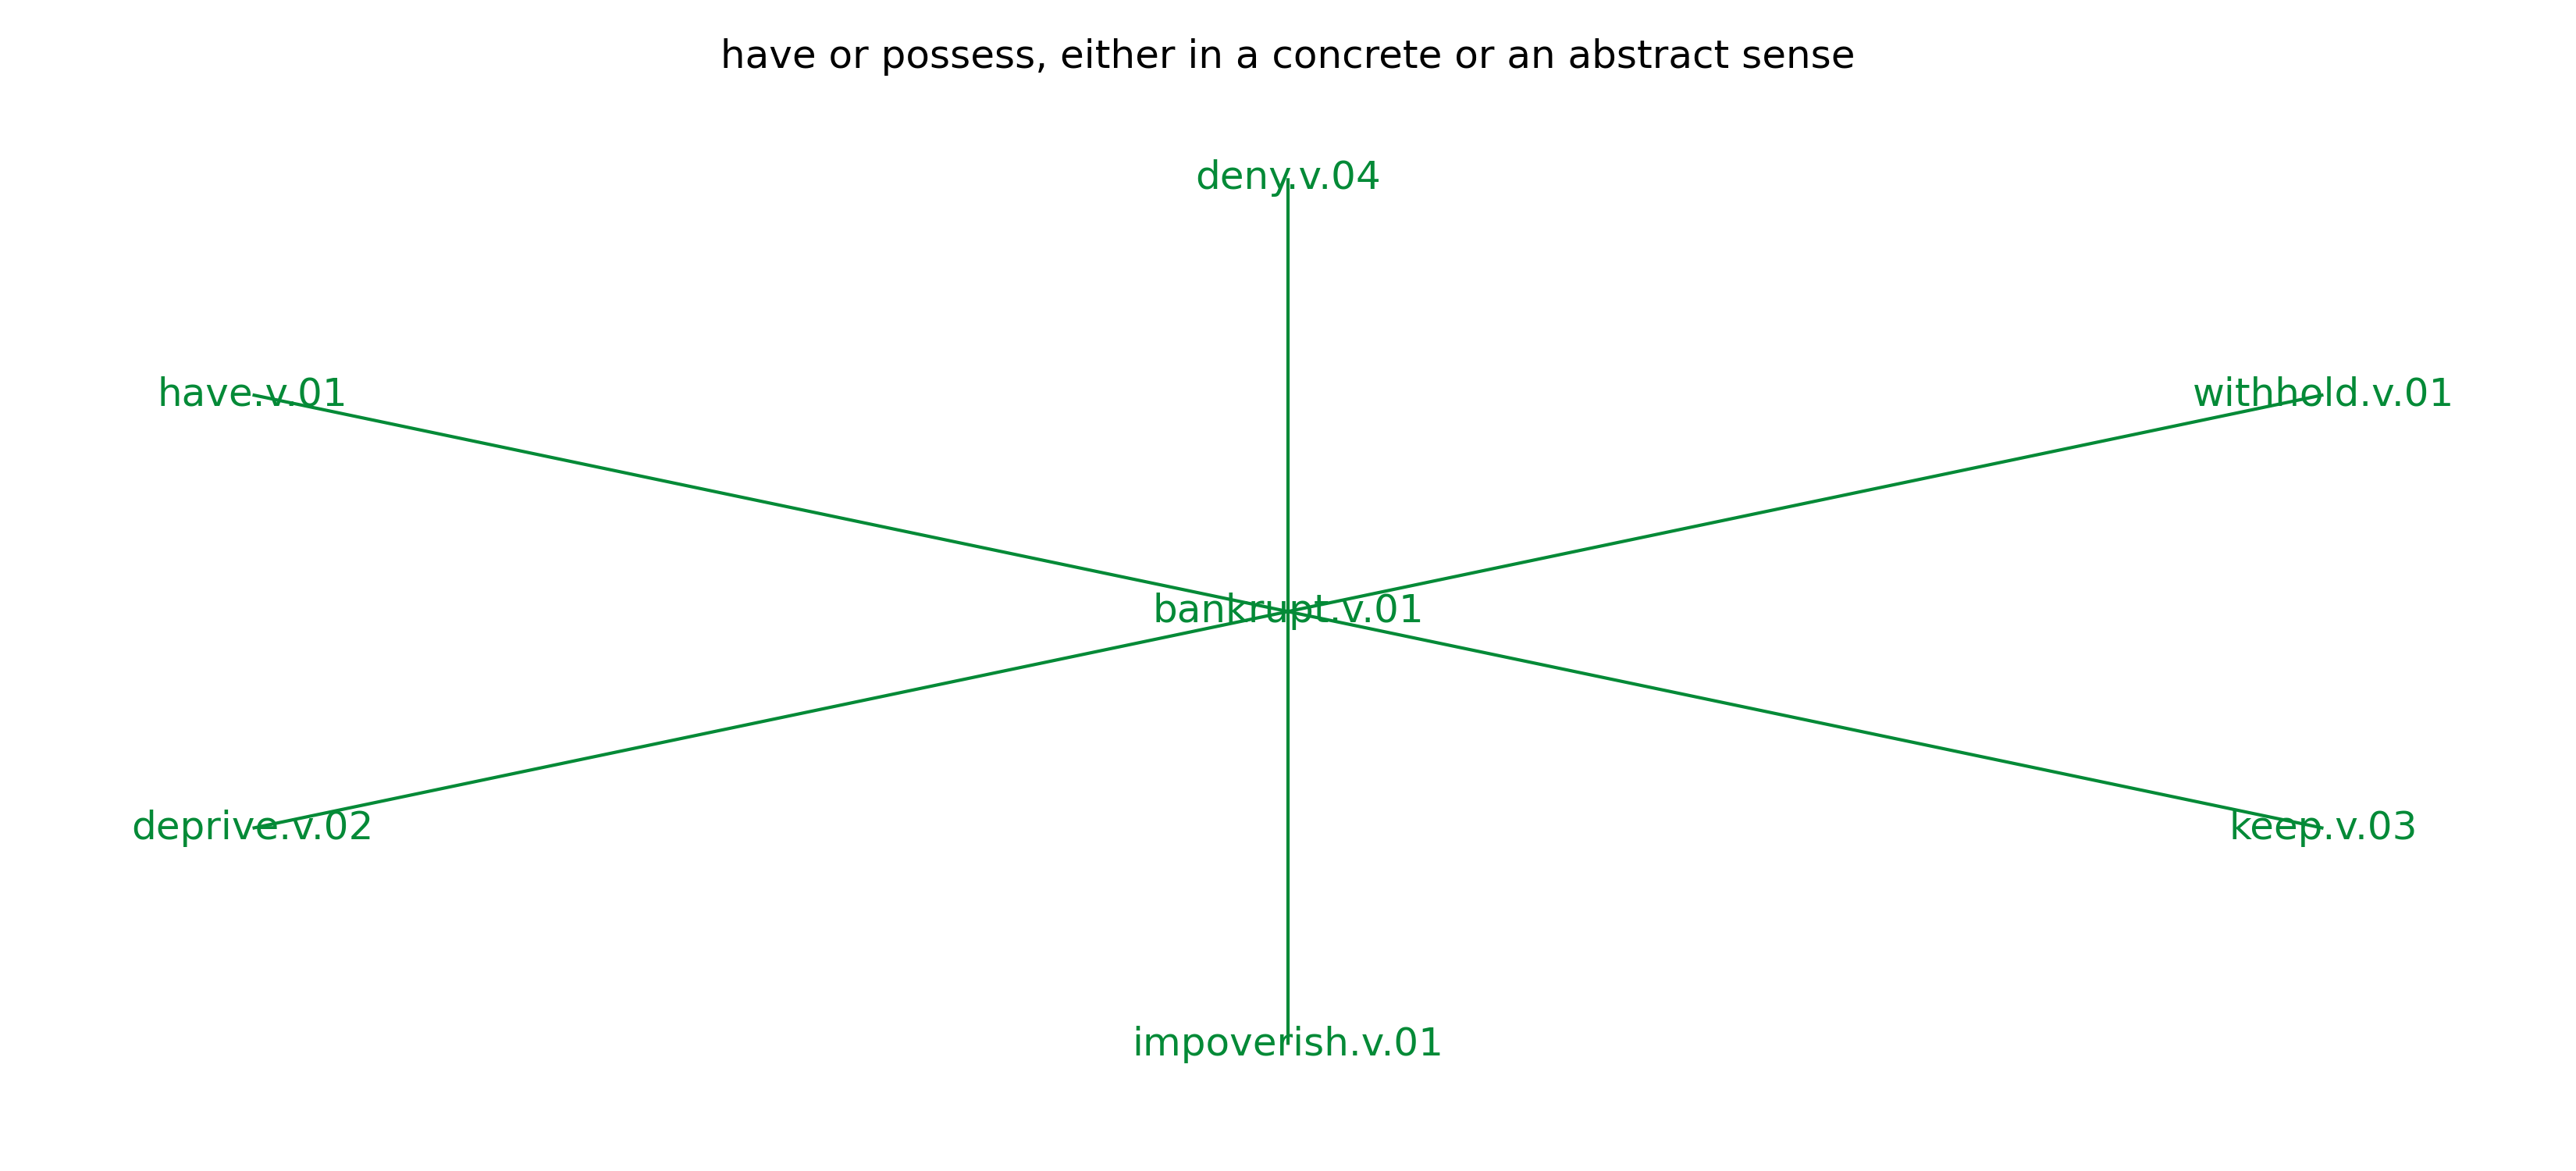 have or possess, either in a concrete or an abstract sense
deny.v.04
have.v.01
withhold.v.01
bankrupt.v.01
deprive.v.02
keep.v.03
impoverish.v.01